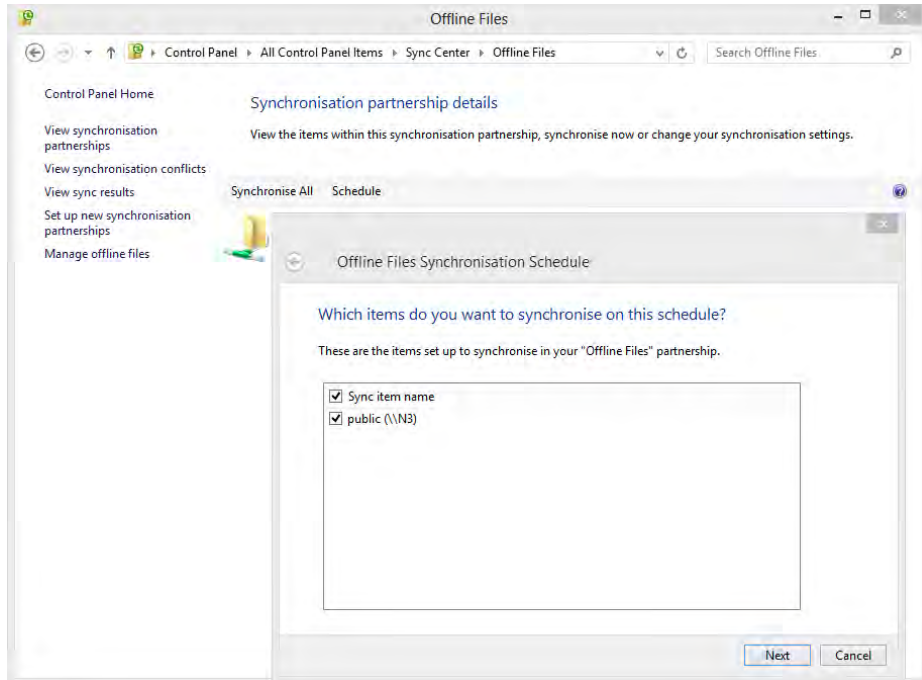 Offline Files
Control Panel All Control Panel Items Sync Center Offline Files
Search Offline Files
Control Panel Home
View synchronisation
partnerships
View synchronisation conflicts
View sync results
Set up new synchronisation
partnerships
Manage offline files
Synchronisation partnership details
View the items within this synchronisation partnership, synchronise now or change your synchronisation settings.
Synchronise All Schedule
Offline Files Synchronisation Schedule
Which items do you want to synchronise on this schedule?
These are the items set up to synchronise in your "Offline Files" partnership.
Sync item name
public (\\N3)
Next Cancel